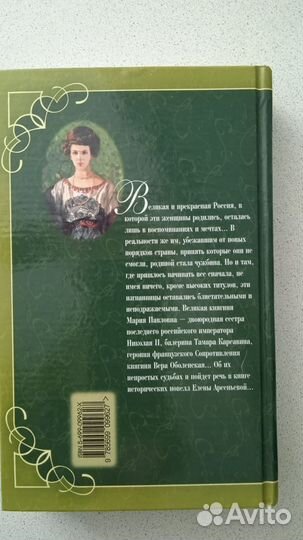 Великая и прекрасная Россия, в
которой эти женщины родились, осталась
лишь в воспоминаниях и мечтах... В
реальности же им, убежавшим от новых
порядков страны, принять которые они не
смогли, родиной стала чужбина. Но и там,
где пришлось начинать все сначала, не
имея ничего, кроме высоких титулов, эти
изгнанницы оставались блистательными и
неподражаемыми. Великая княгиня
Мария Павловна — двоюродная сестра
последнего российского императора
Николая II, балерина Тамара Карсавина,
героиня французского Сопротивления
княгиня Вера Оболенская... Об их
непростых судьбах и пойдет речь в книге
исторических новелл Елены Арсеньевой...
Avito